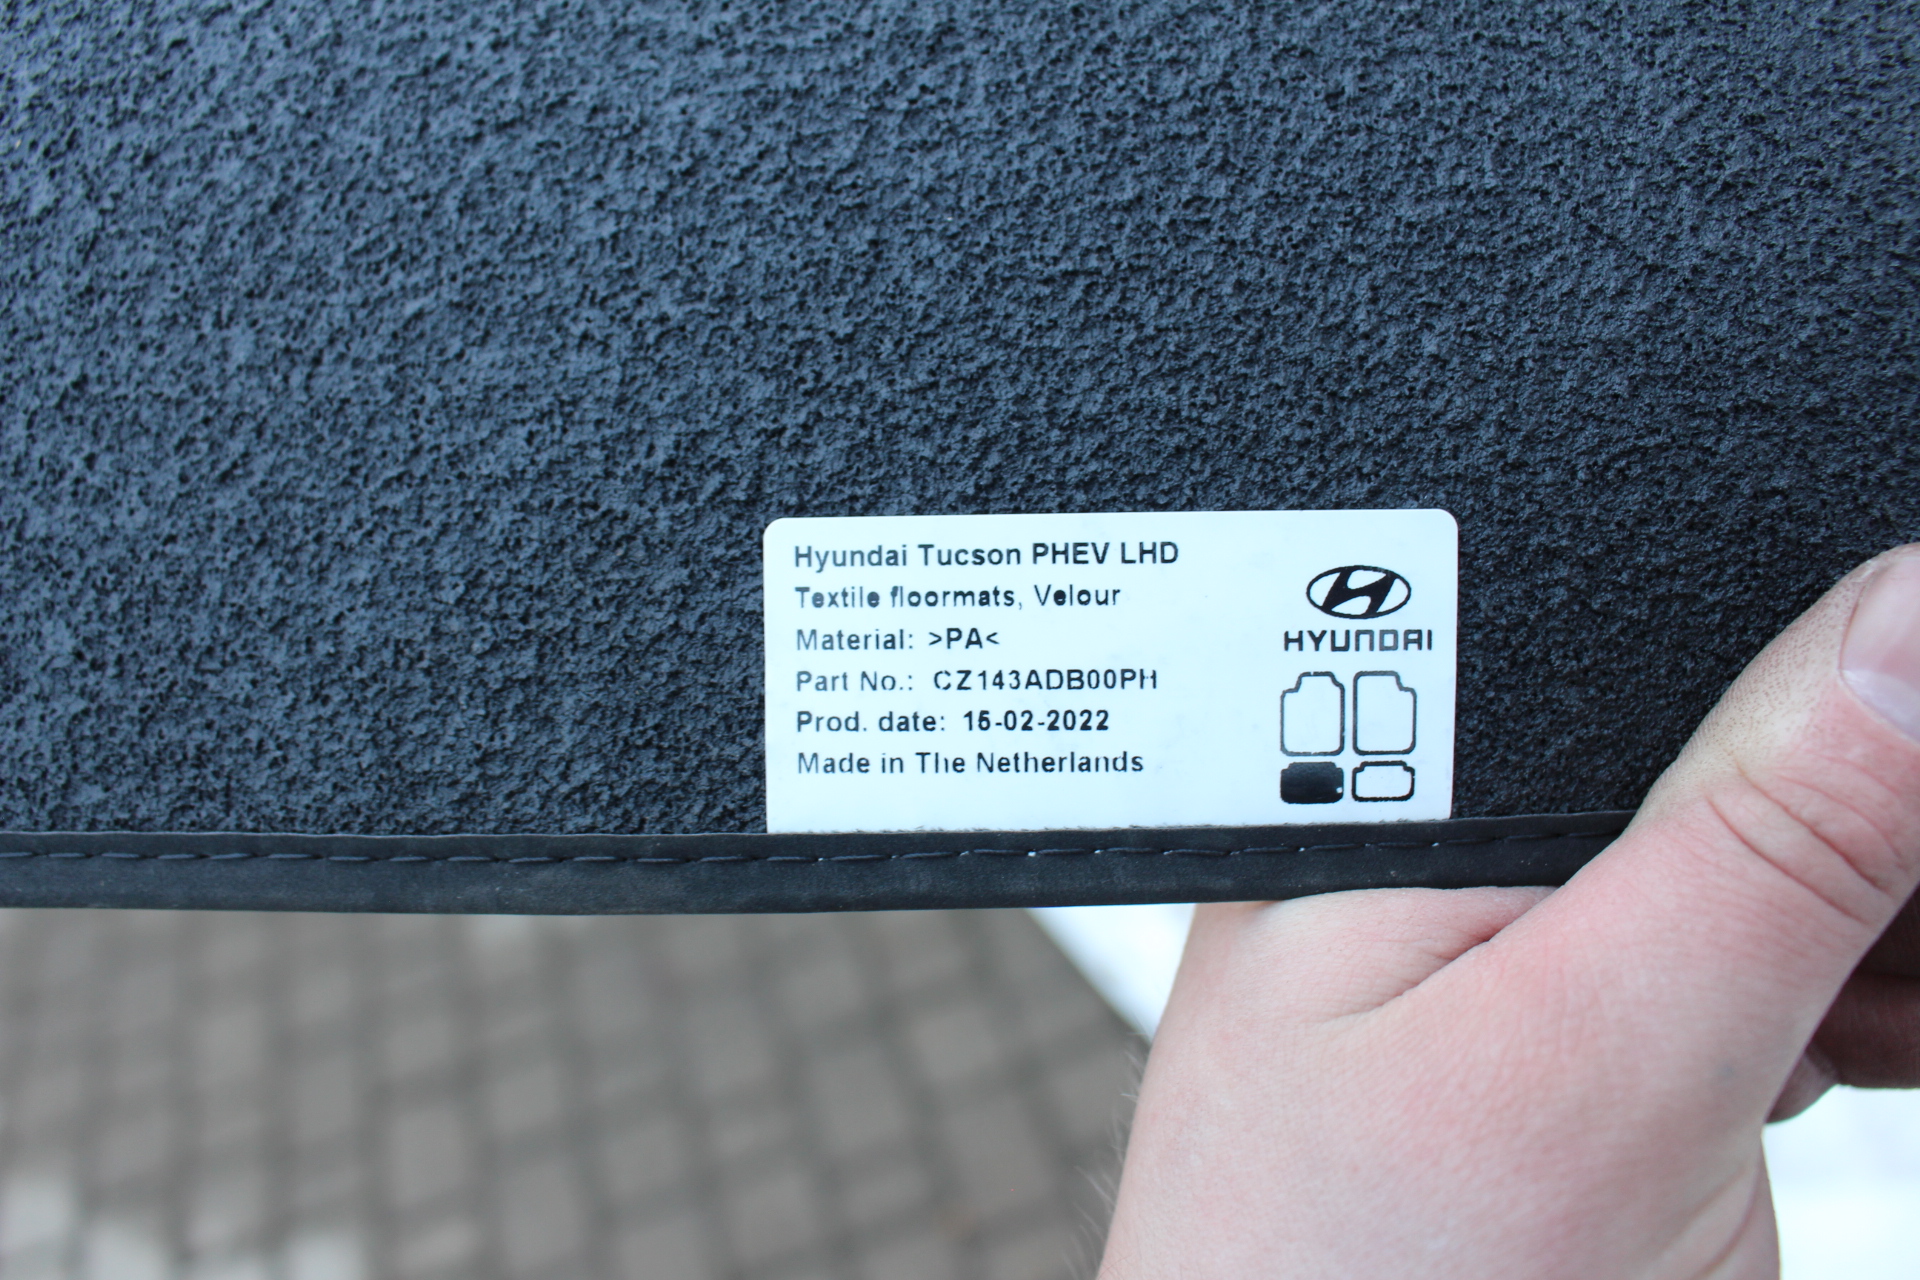 Hyundai Tucson PHEV LHD
Textile floormats, Velour
Material: >PA<
Part No.: CZ143ADB00PH
Prod. date: 15-02-2022
Made in The Netherlands
HYUNDAI